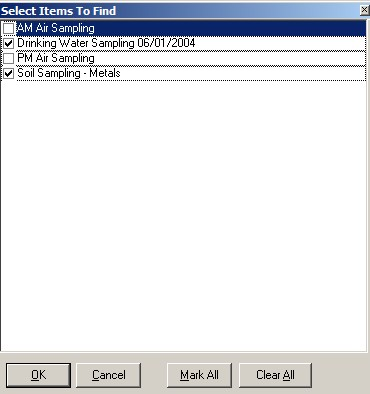 Select Items To Find
AM Air Sampling
Drinking Water Sampling 06/01/2004
PM Air Sampling
Soil Sampling - Metals
OK Cancel Mark All Clear All